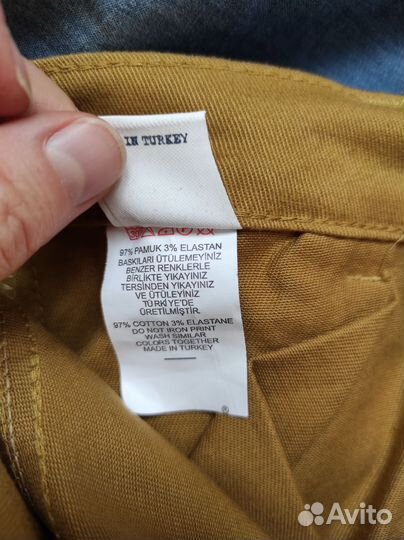 IN TURKEY
97% PAMUK 3% ELASTAN
BASKILARI ÜTÜLEMEYİNİZ
BENZER RENKLERLE
BİRLİKTE YIKAYINIZ
TERSİNDEN YIKAYINIZ
VE ÜTÜLEYİNİZ
TÜRKİYE'DE
ÜRETİLMİŞTİR
97% COTTON 3% ELASTANE
DO NOT IRON PRINT
WASH SIMILAR
COLORS TOGETHER
MADE IN TURKEY
®
Avito